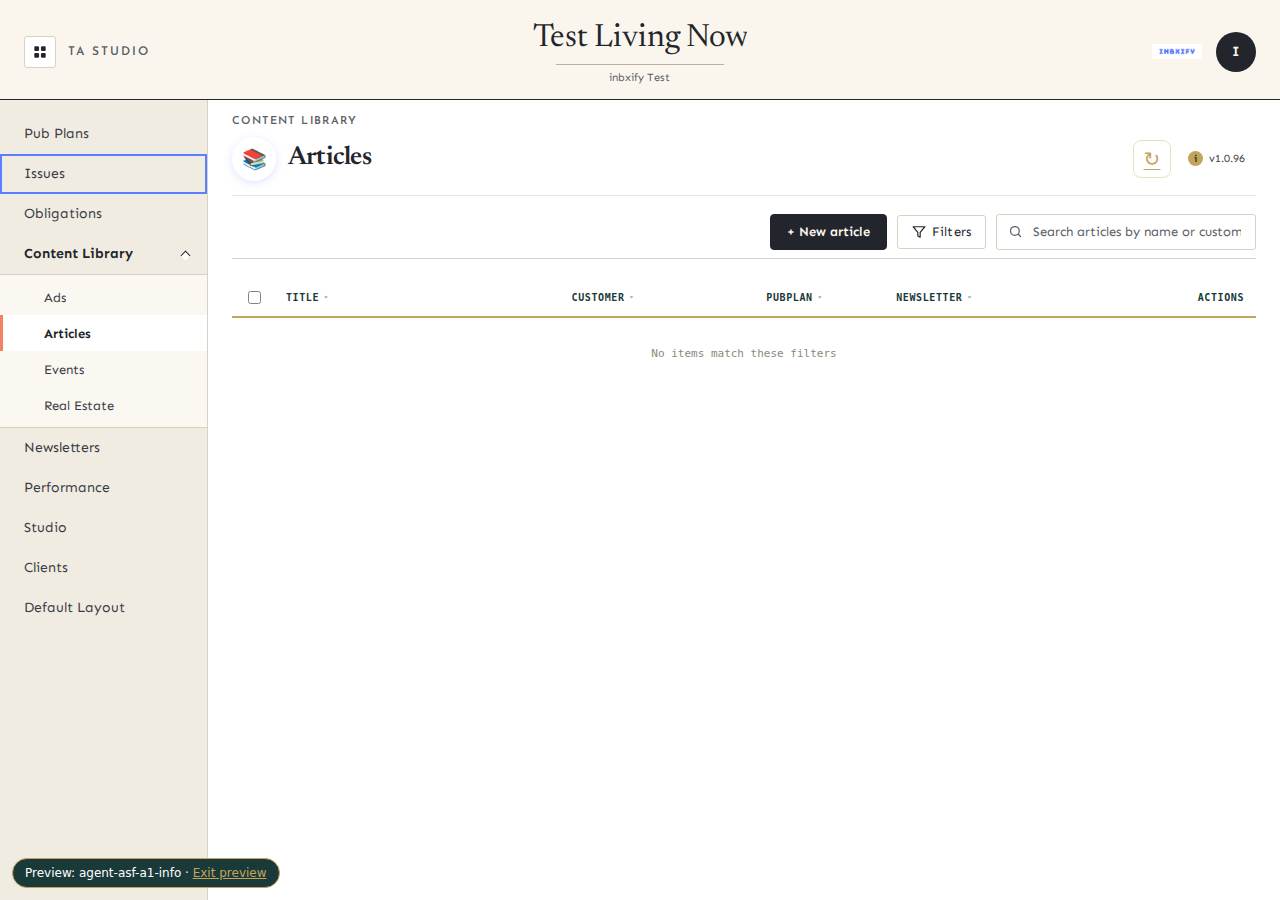 TA STUDIO
Test Living Now
inbxify Test
INBXIFY
I
Pub Plans
Issues
Obligations
Content Library
Ads
Articles
Events
Real Estate
Newsletters
Performance
Studio
Clients
Default Layout
CONTENT LIBRARY
Articles
i v1.0.96
+ New article
Filters
Search articles by name or custom
TITLE
CUSTOMER
PUBPLAN
NEWSLETTER
ACTIONS
No items match these filters
Preview: agent-asf-a1-info · Exit preview